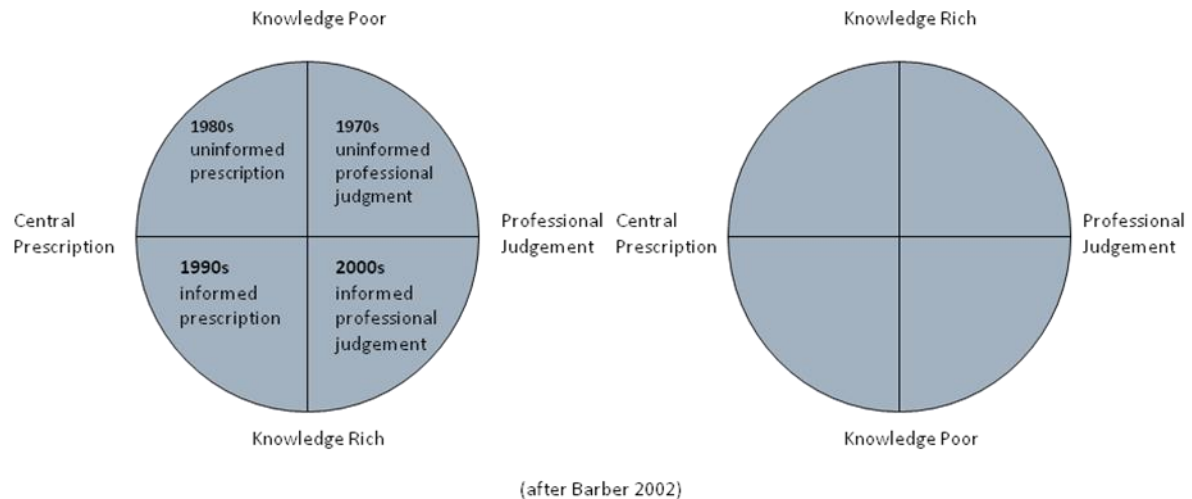 Knowledge Poor
1980s
uninformed
prescription
1970s
uninformed
professional
judgment
Central
Prescription
Professional
Judgement
1990s
informed
prescription
2000s
informed
professional
judgement
Knowledge Rich
Knowledge Rich
Central
Prescription
Professional
Judgement
Knowledge Poor
(after Barber 2002)